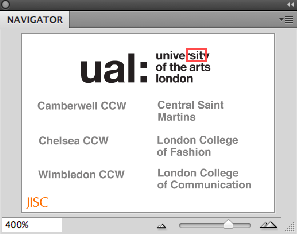 NAVIGATOR
ual: university
of the arts
london
Camberwell CCW
Central Saint
Martins
Chelsea CCW
London College
of Fashion
Wimbledon CCW
London College
of Communication
JISC
400%